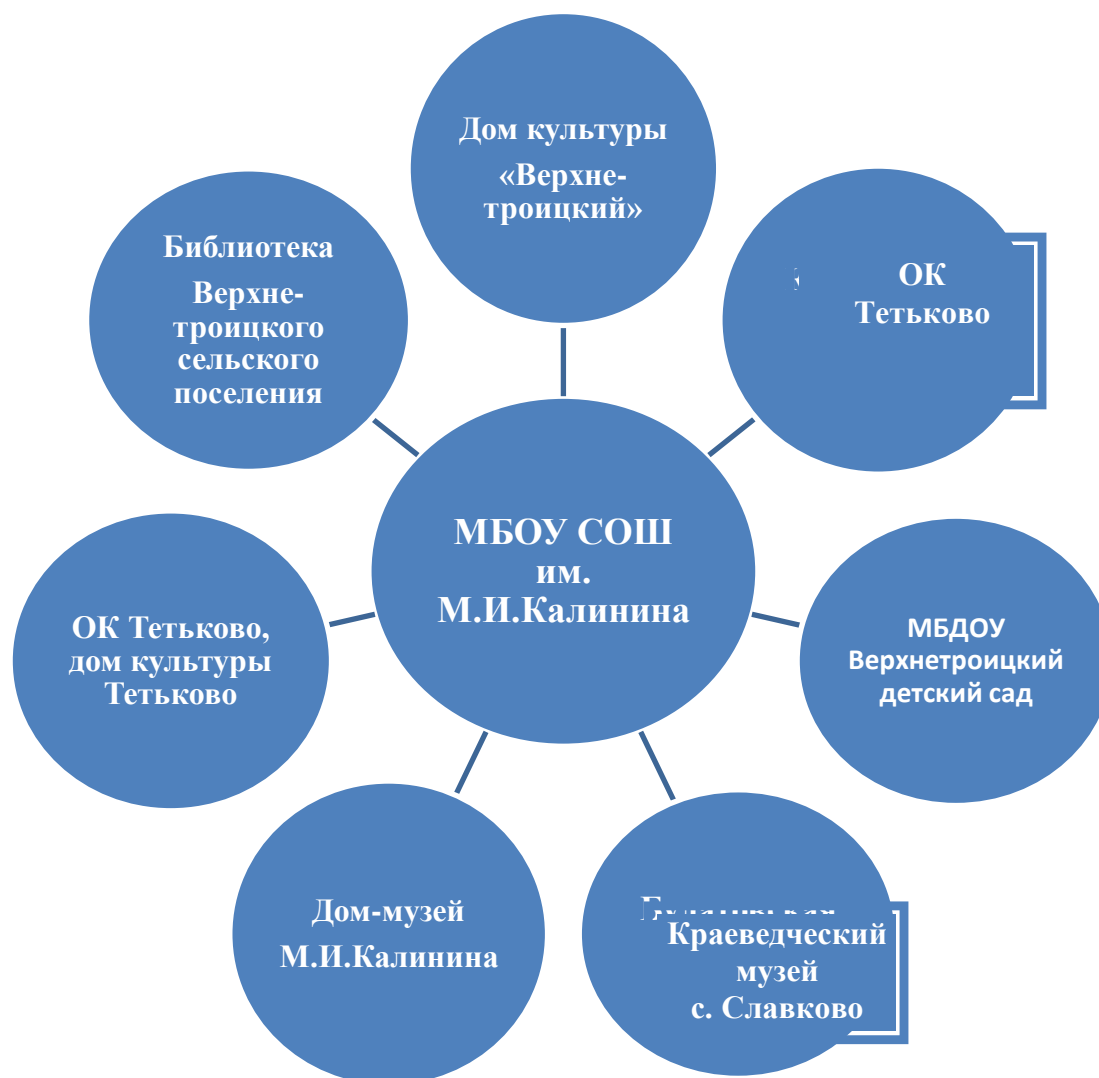 Дом культуры
«Верхне-
троицкий»
Библиотека
Верхне-
троицкого
сельского
поселения
ОК
Тетьково
МБОУ СОШ
им.
М.И.Калинина
ОК Тетьково,
дом культуры
Тетьково
МБДОУ
Верхнетроицкий
детский сад
Дом-музей
М.И.Калинина
Краеведческий
музей
с. Славково